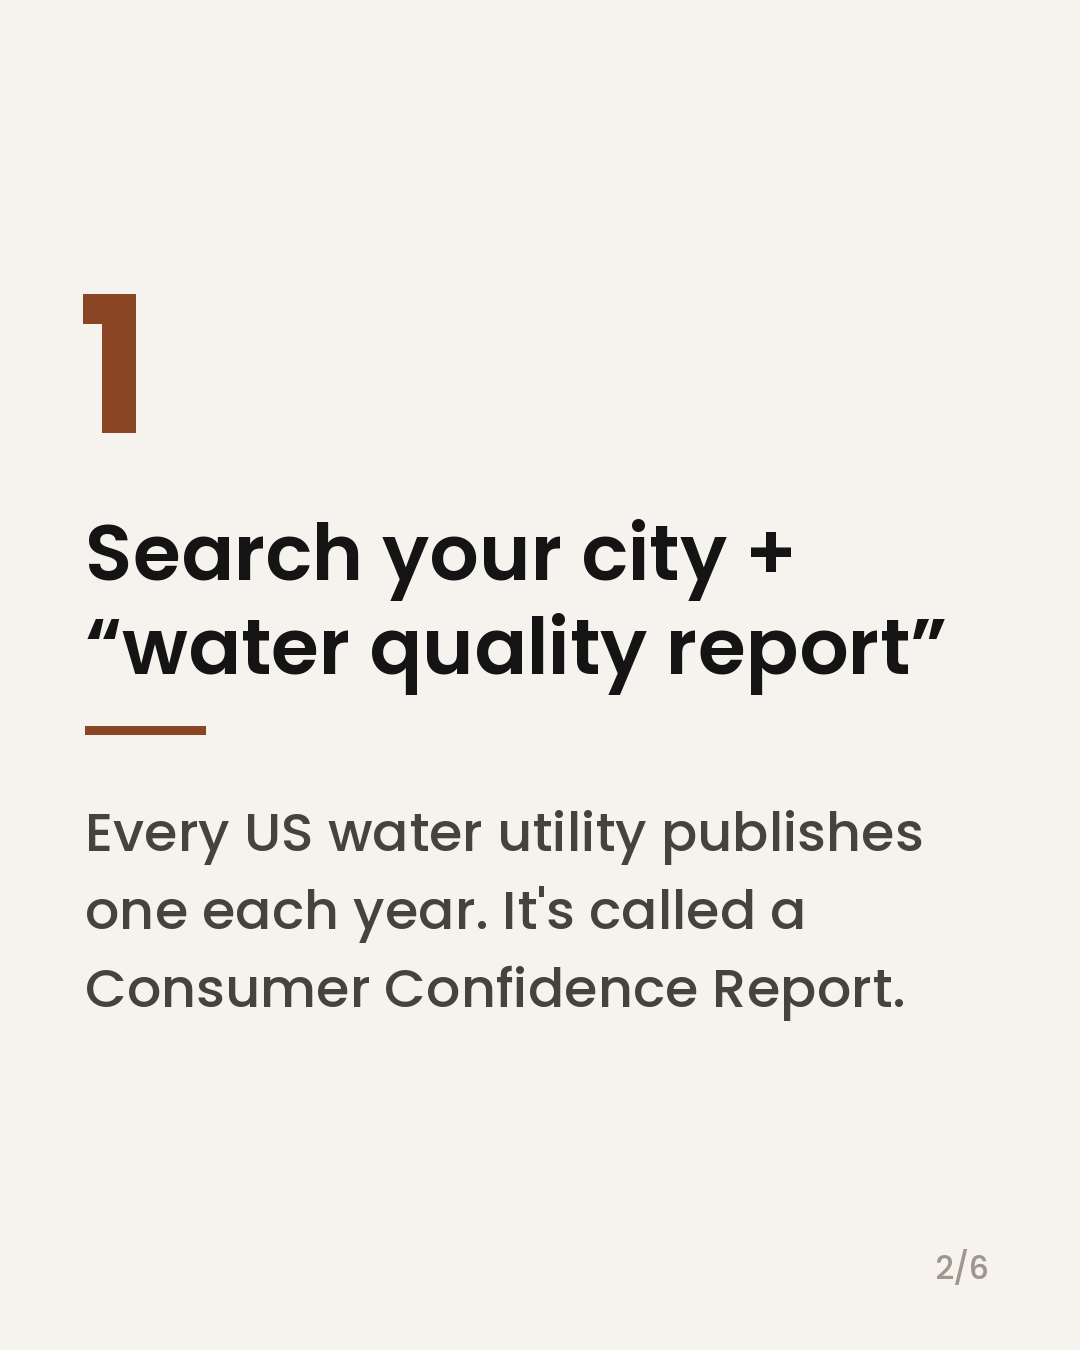 1
Search your city +
“water quality report”
Every US water utility publishes
one each year. It's called a
Consumer Confidence Report.
2/6